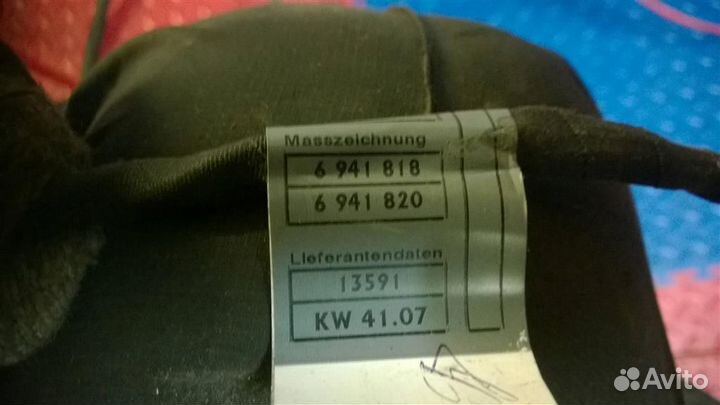 Masszeichnung
6 941 818
6 941 820
Lieferantendaten
13591
KW 41.07
Avito